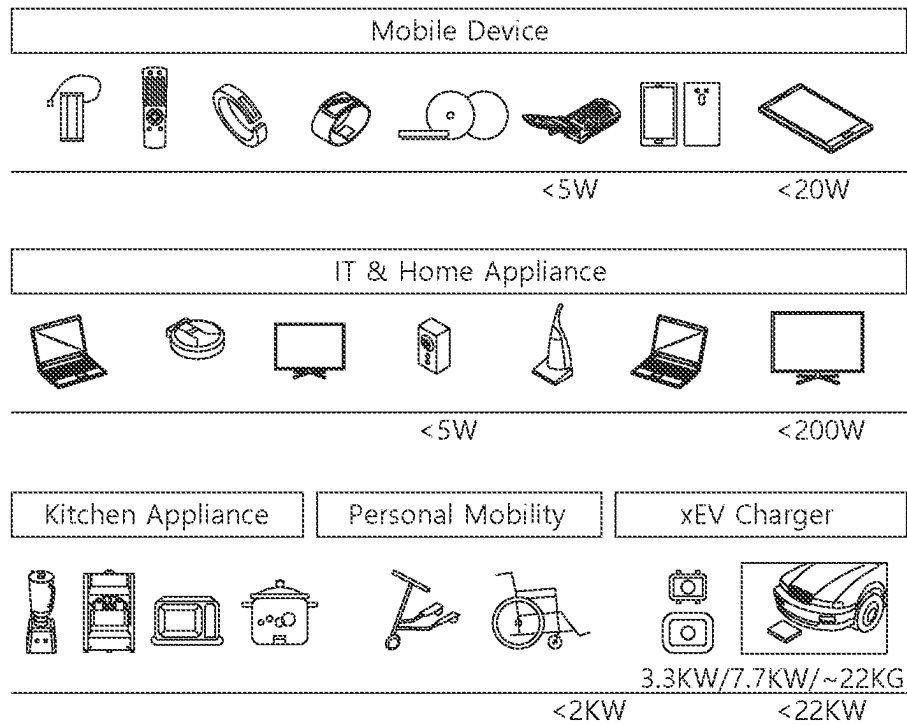 Mobile Device
<5W <20W
IT & Home Appliance
<5W <200W
Kitchen Appliance Personal Mobility xEV Charger
3.3KW/7.7KW/~22KG
<2KW <22KW